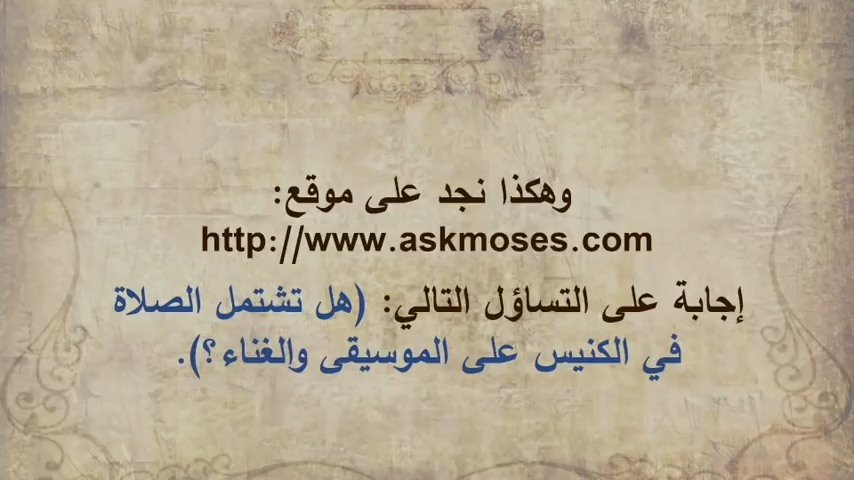 وهكذا نجد على موقع:
http://www.askmoses.com
إجابة على التساؤل التالي: (هل تشتمل الصلاة
في الكنيس على الموسيقى والغناء؟).